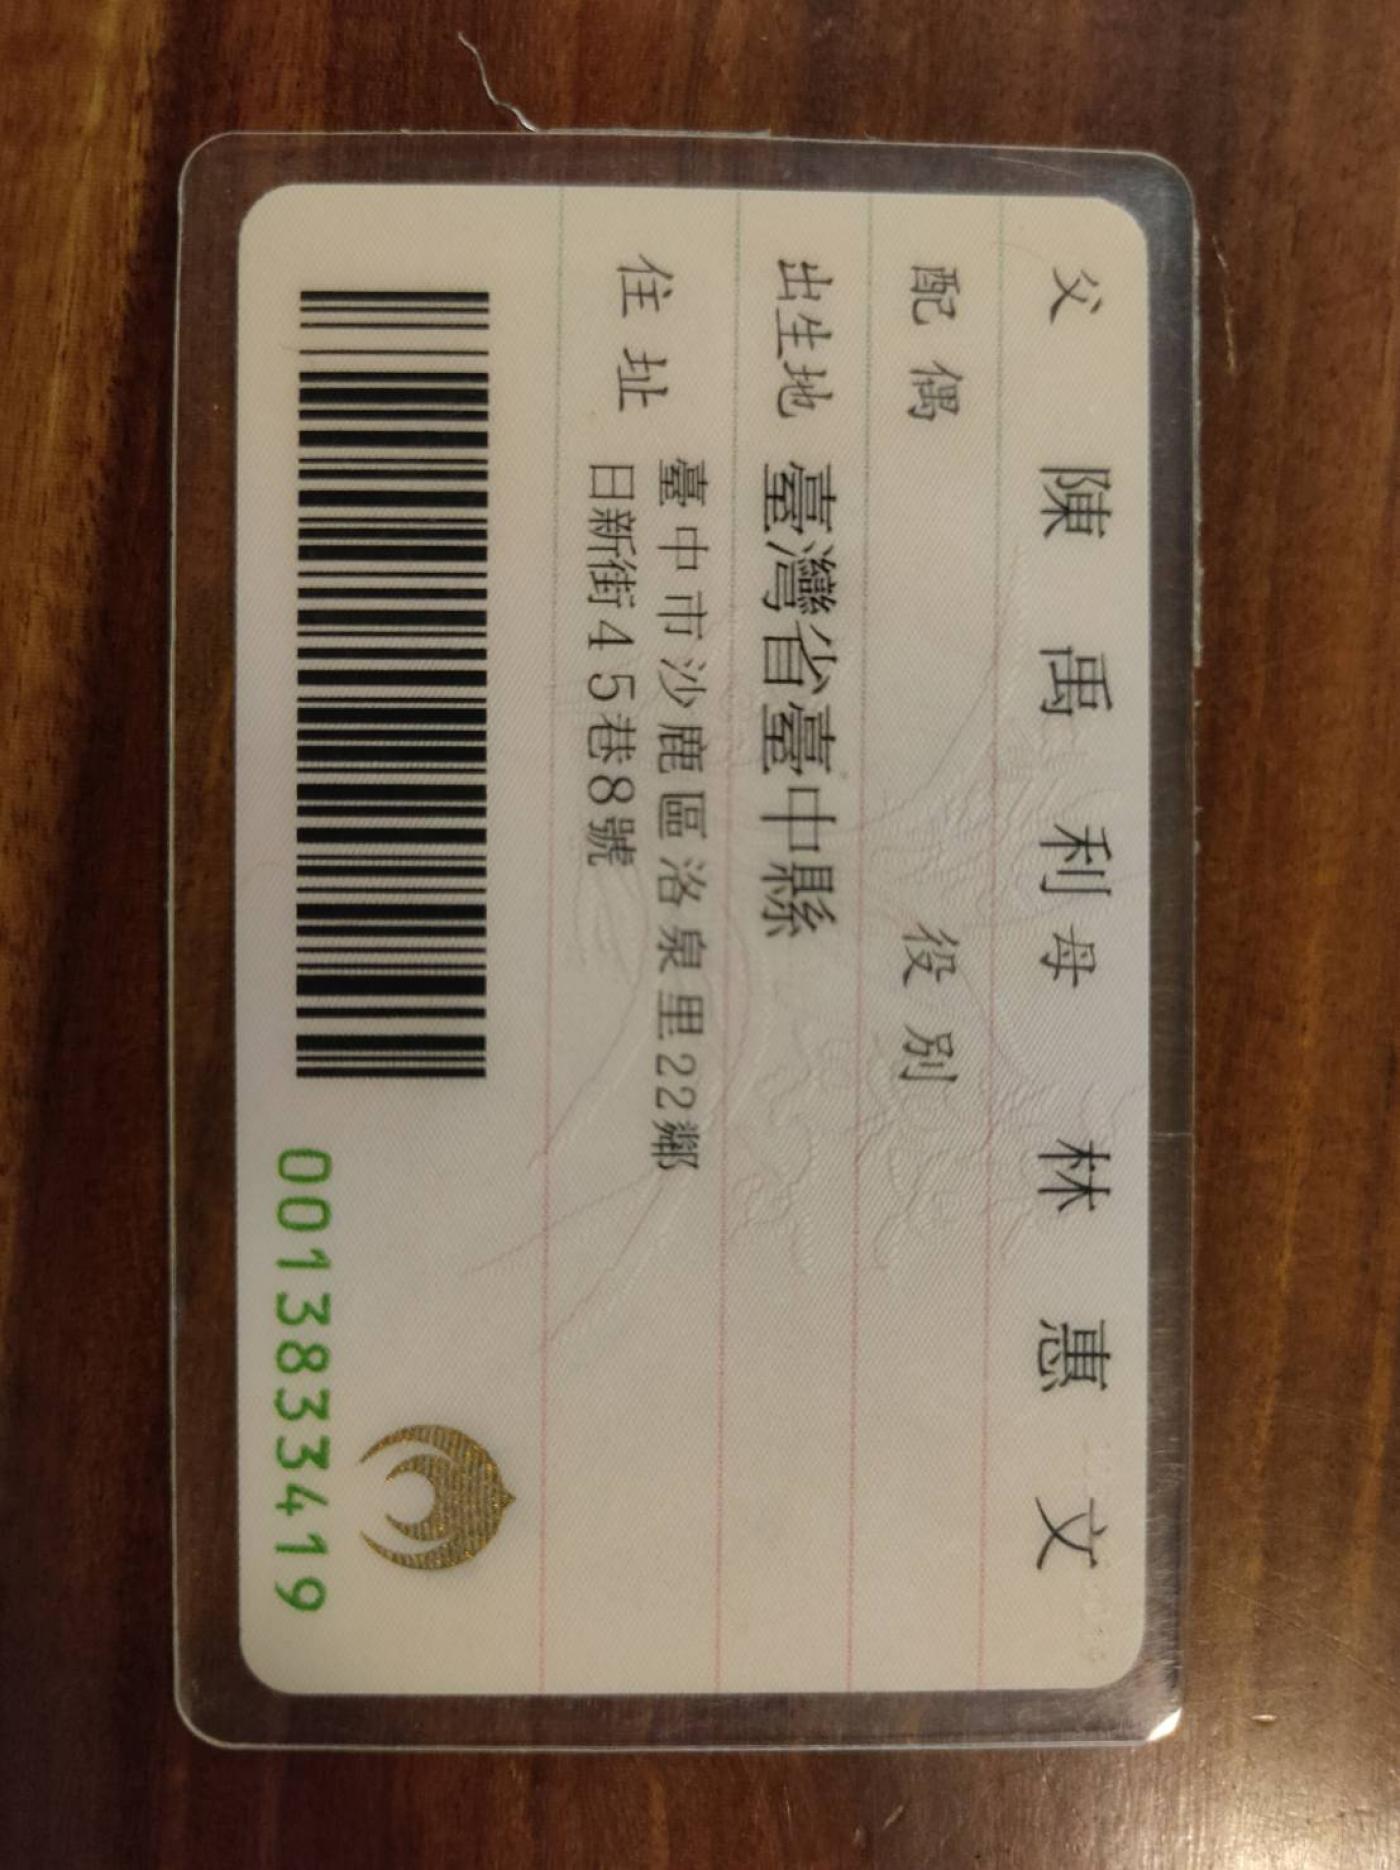 父 陳禹利 母 林惠文
配偶 役別
出生地 臺灣省臺中縣
住址 臺中市沙鹿區洛泉里22鄰
日新街45巷8號
0013833419